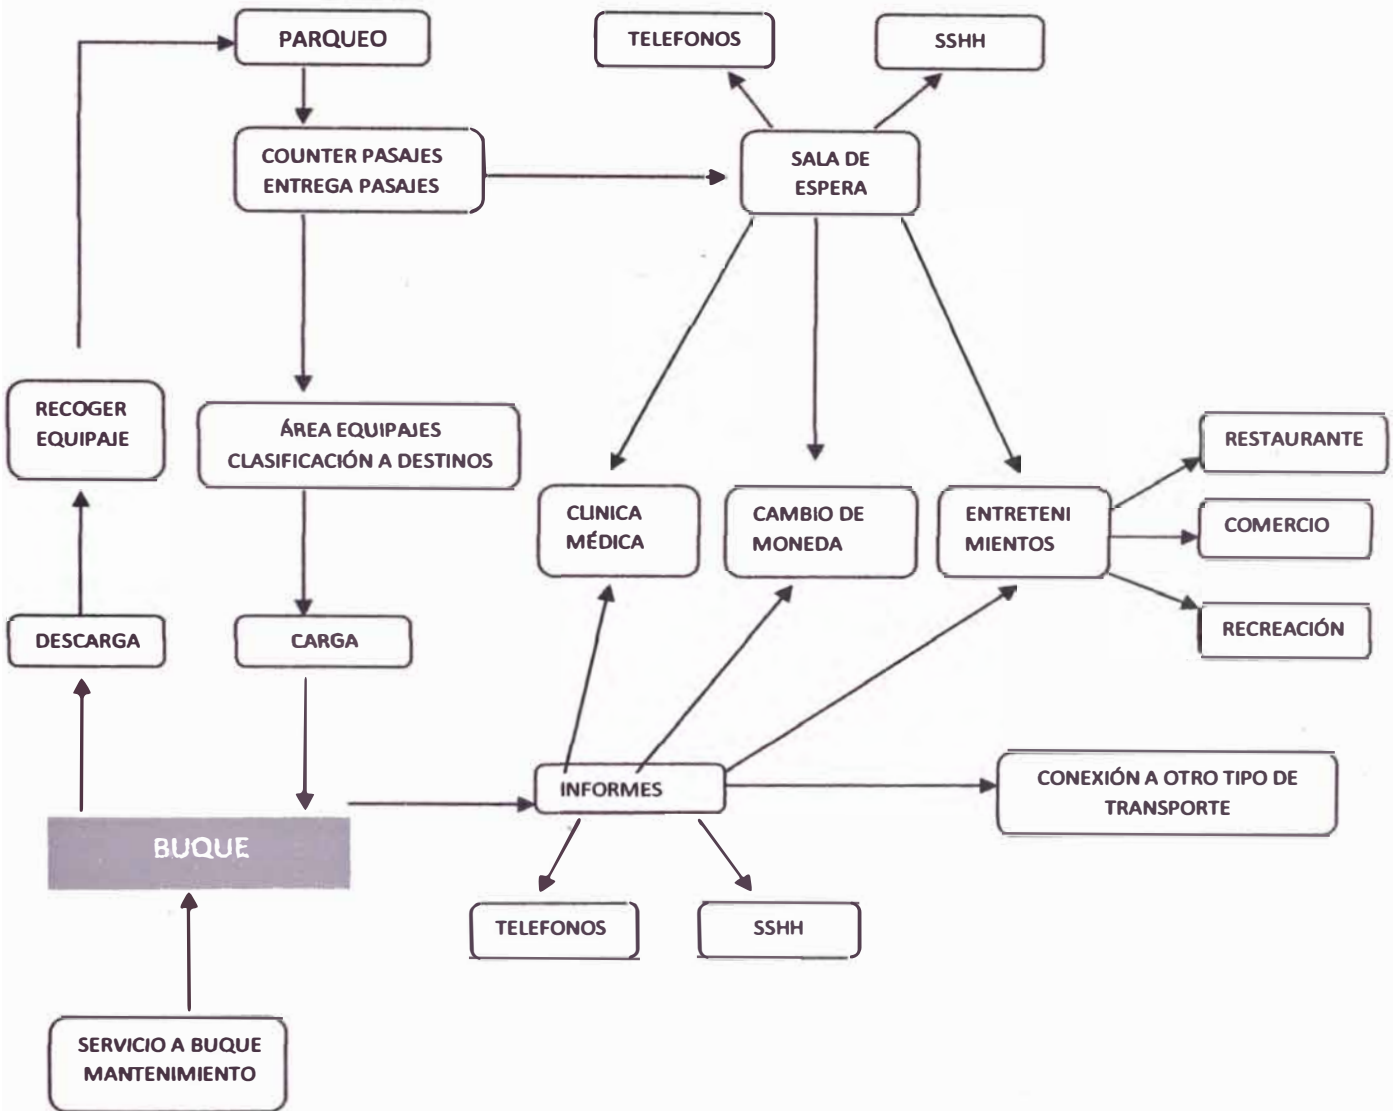 PARQUEO
TELEFONOS
SSHH
COUNTER PASAJES
ENTREGA PASAJES
SALA DE
ESPERA
RECOGER
EQUIPAJE
ÁREA EQUIPAJES
CLASIFICACIÓN A DESTINOS
RESTAURANTE
CLINICA
MÉDICA
CAMBIO DE
MONEDA
ENTRETENI
MIENTOS
COMERCIO
DESCARGA
CARGA
RECREACIÓN
INFORMES
CONEXIÓN A OTRO TIPO DE
TRANSPORTE
BUQUE
TELEFONOS
SSHH
SERVICIO A BUQUE
MANTENIMIENTO